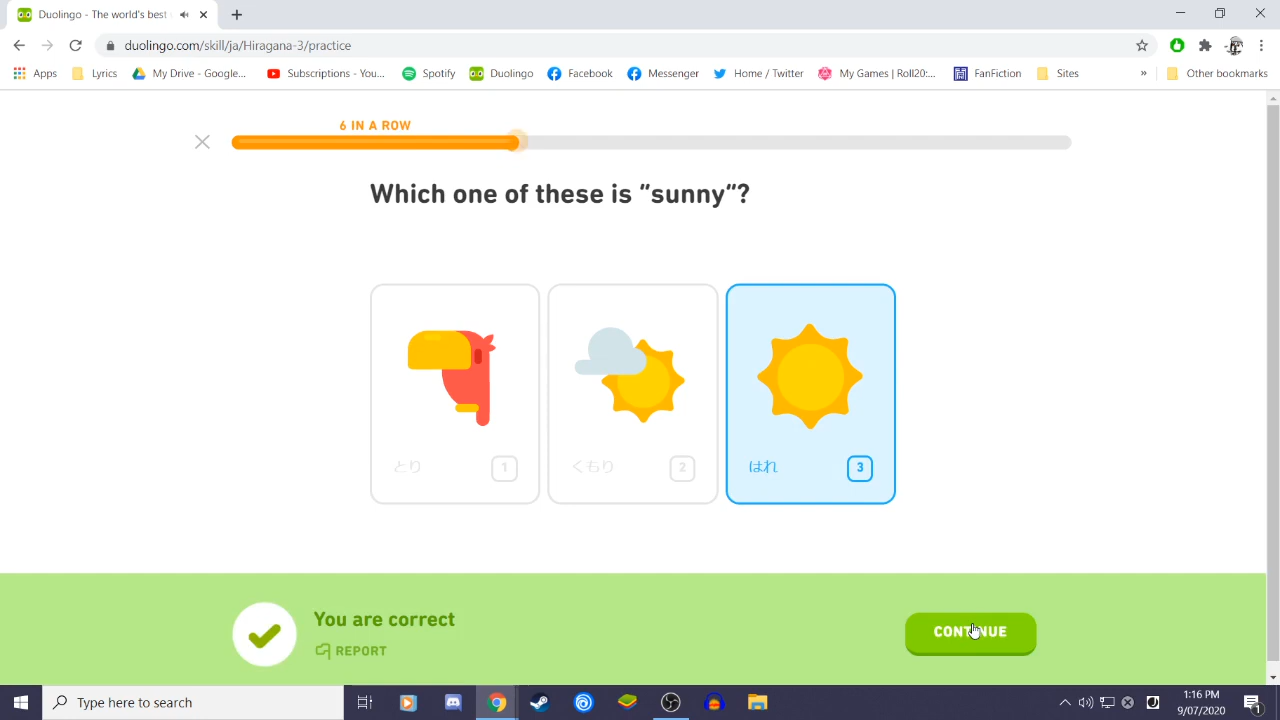 Duolingo - The world's best
duolingo.com/skill/ja/Hiragana-3/practice
Apps
Lyrics
My Drive - Google...
Subscriptions - You...
Spotify
Duolingo
Facebook
Messenger
Home / Twitter
My Games | Roll20:...
FanFiction
Sites
»
Other bookmarks
6 IN A ROW
Which one of these is “sunny”?
とり 1
くもり 2
はれ 3
You are correct
REPORT
CONTINUE
Type here to search
1:16 PM
9/07/2020
1